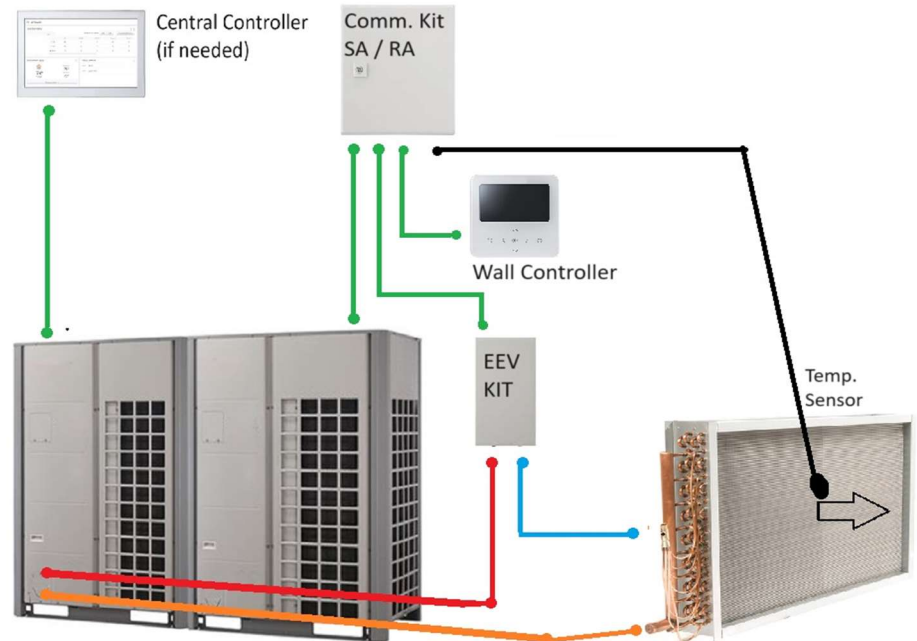 Central Controller
(if needed)
Comm. Kit
SA / RA
Wall Controller
EEV
KIT
Temp.
Sensor